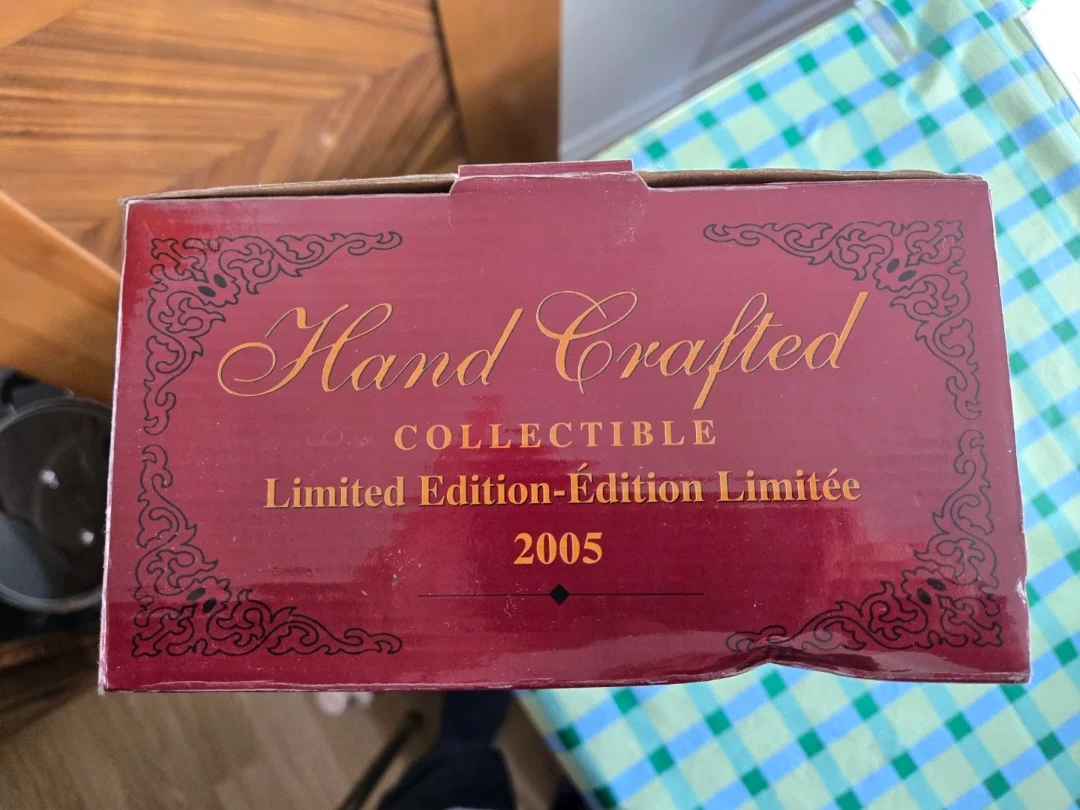 Hand Crafted
COLLECTIBLE
Limited Edition-Édition Limitée
2005